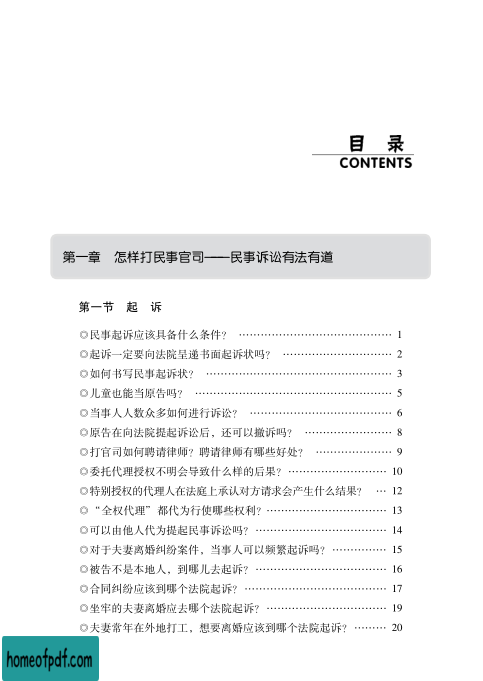 目 录
CONTENTS
第一章 怎样打民事官司——民事诉讼有法有道
第一节 起 诉
◎民事起诉应该具备什么条件? …………………………………… 1
◎起诉一定要向法院呈递书面起诉状吗? ………………………… 2
◎如何书写民事起诉状? …………………………………………… 3
◎儿童也能当原告吗? ……………………………………………… 5
◎当事人人数众多如何进行诉讼? ………………………………… 6
◎原告在向法院提起诉讼后,还可以撤诉吗? …………………… 8
◎打官司如何聘请律师?聘请律师有哪些好处? ………………… 9
◎委托代理授权不明会导致什么样的后果? ……………………… 10
◎特别授权的代理人在法庭上承认对方请求会产生什么结果? … 12
◎“全权代理”都代为行使哪些权利? …………………………… 13
◎可以由他人代为提起民事诉讼吗? ……………………………… 14
◎对于夫妻离婚纠纷案件,当事人可以频繁起诉吗? …………… 15
◎被告不是本地人,到哪儿去起诉? ……………………………… 16
◎合同纠纷应该到哪个法院起诉? ………………………………… 17
◎坐牢的夫妻离婚应去哪个法院起诉? …………………………… 19
◎夫妻常年在外地打工,想要离婚应该到哪个法院起诉? ……… 20
homeofpdf.com